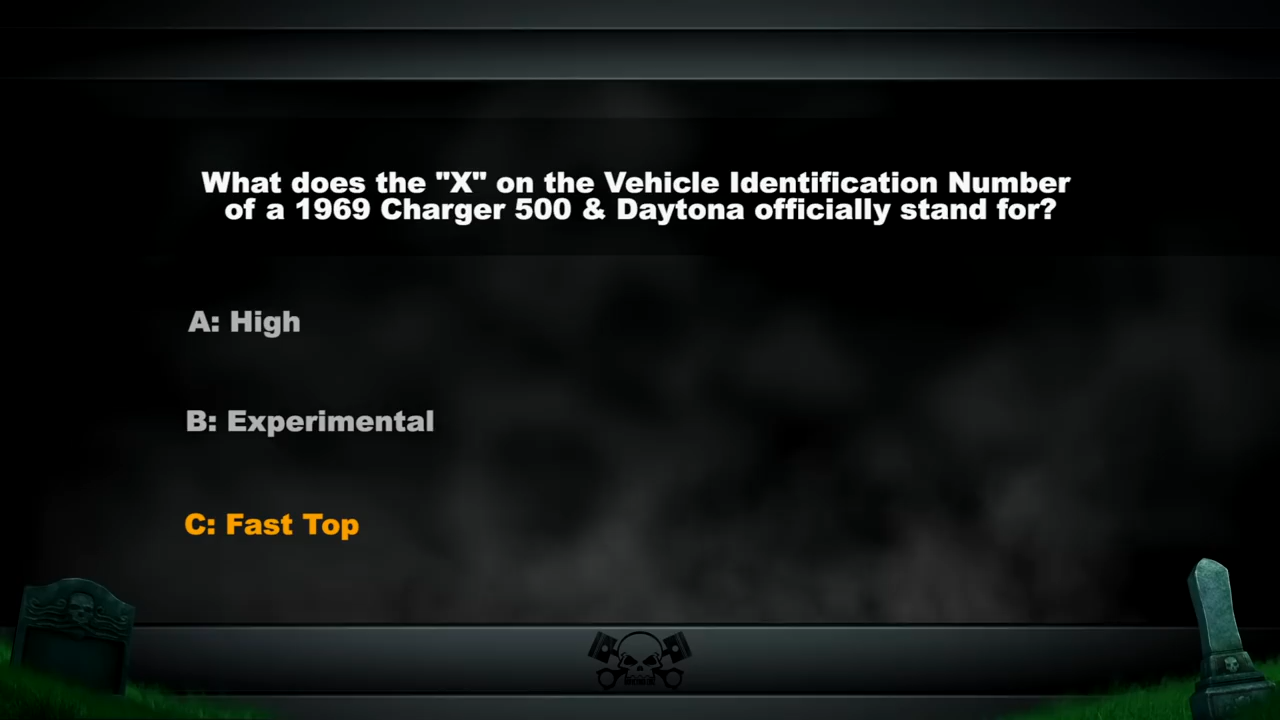 What does the "X" on the Vehicle Identification Number
of a 1969 Charger 500 & Daytona officially stand for?
A: High
B: Experimental
C: Fast Top